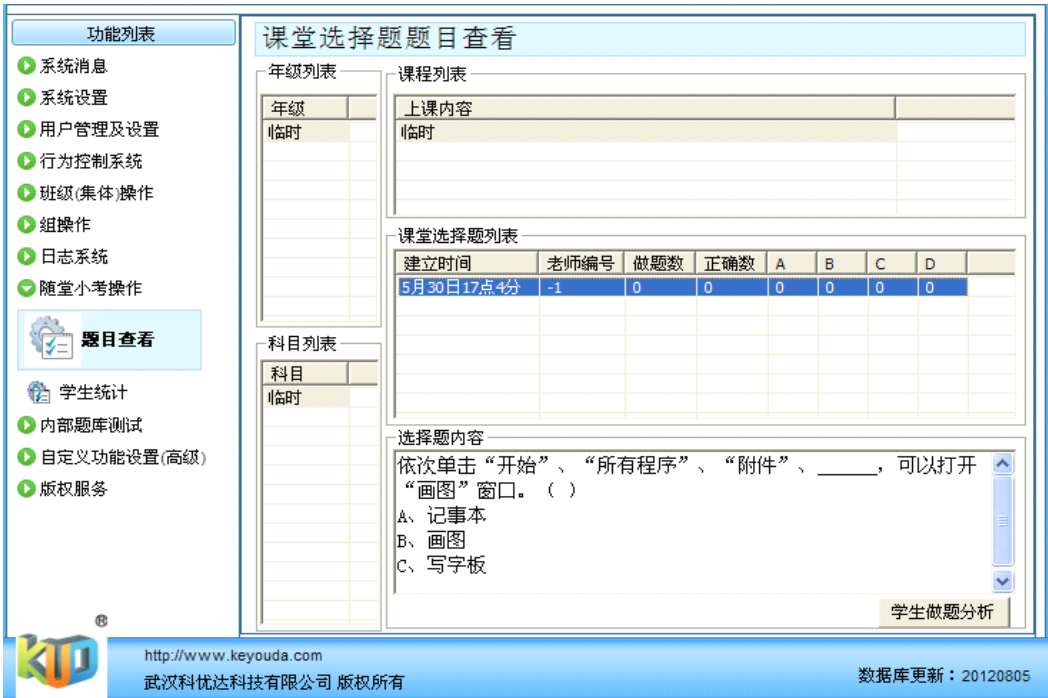 功能列表
系统消息
系统设置
用户管理及设置
行为控制系统
班级(集体)操作
组操作
日志系统
随堂小考操作
题目查看
学生统计
内部题库测试
自定义功能设置(高级)
版权服务
课堂选择题题目查看
年级列表
年级
临时
科目列表
科目
临时
课程列表
上课内容
临时
课堂选择题列表
建立时间 老师编号 做题数 正确数 A B C D
5月30日17点4分 -1 0 0 0 0 0 0
选择题内容
依次单击“开始”、“所有程序”、“附件”、______，可以打开
“画图”窗口。（ ）
A、记事本
B、画图
C、写字板
学生做题分析
KYD ®
http://www.keyouda.com
武汉科优达科技有限公司 版权所有
数据库更新：20120805